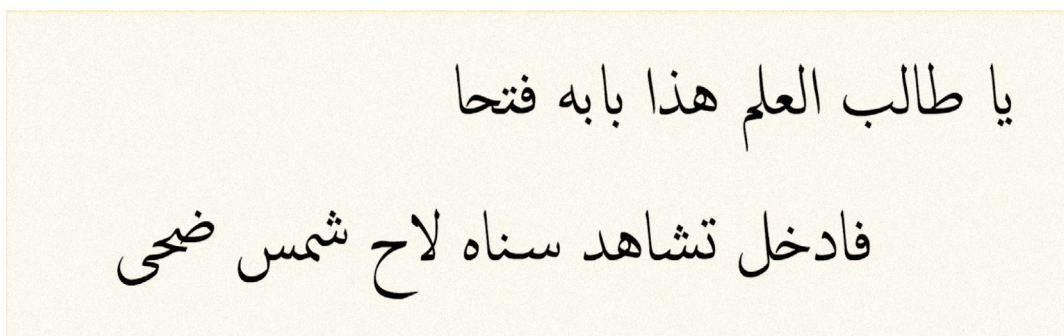 يا طالب العلم هذا بابه فتحا
فادخل تشاهد سناه لاح شمس ضحى